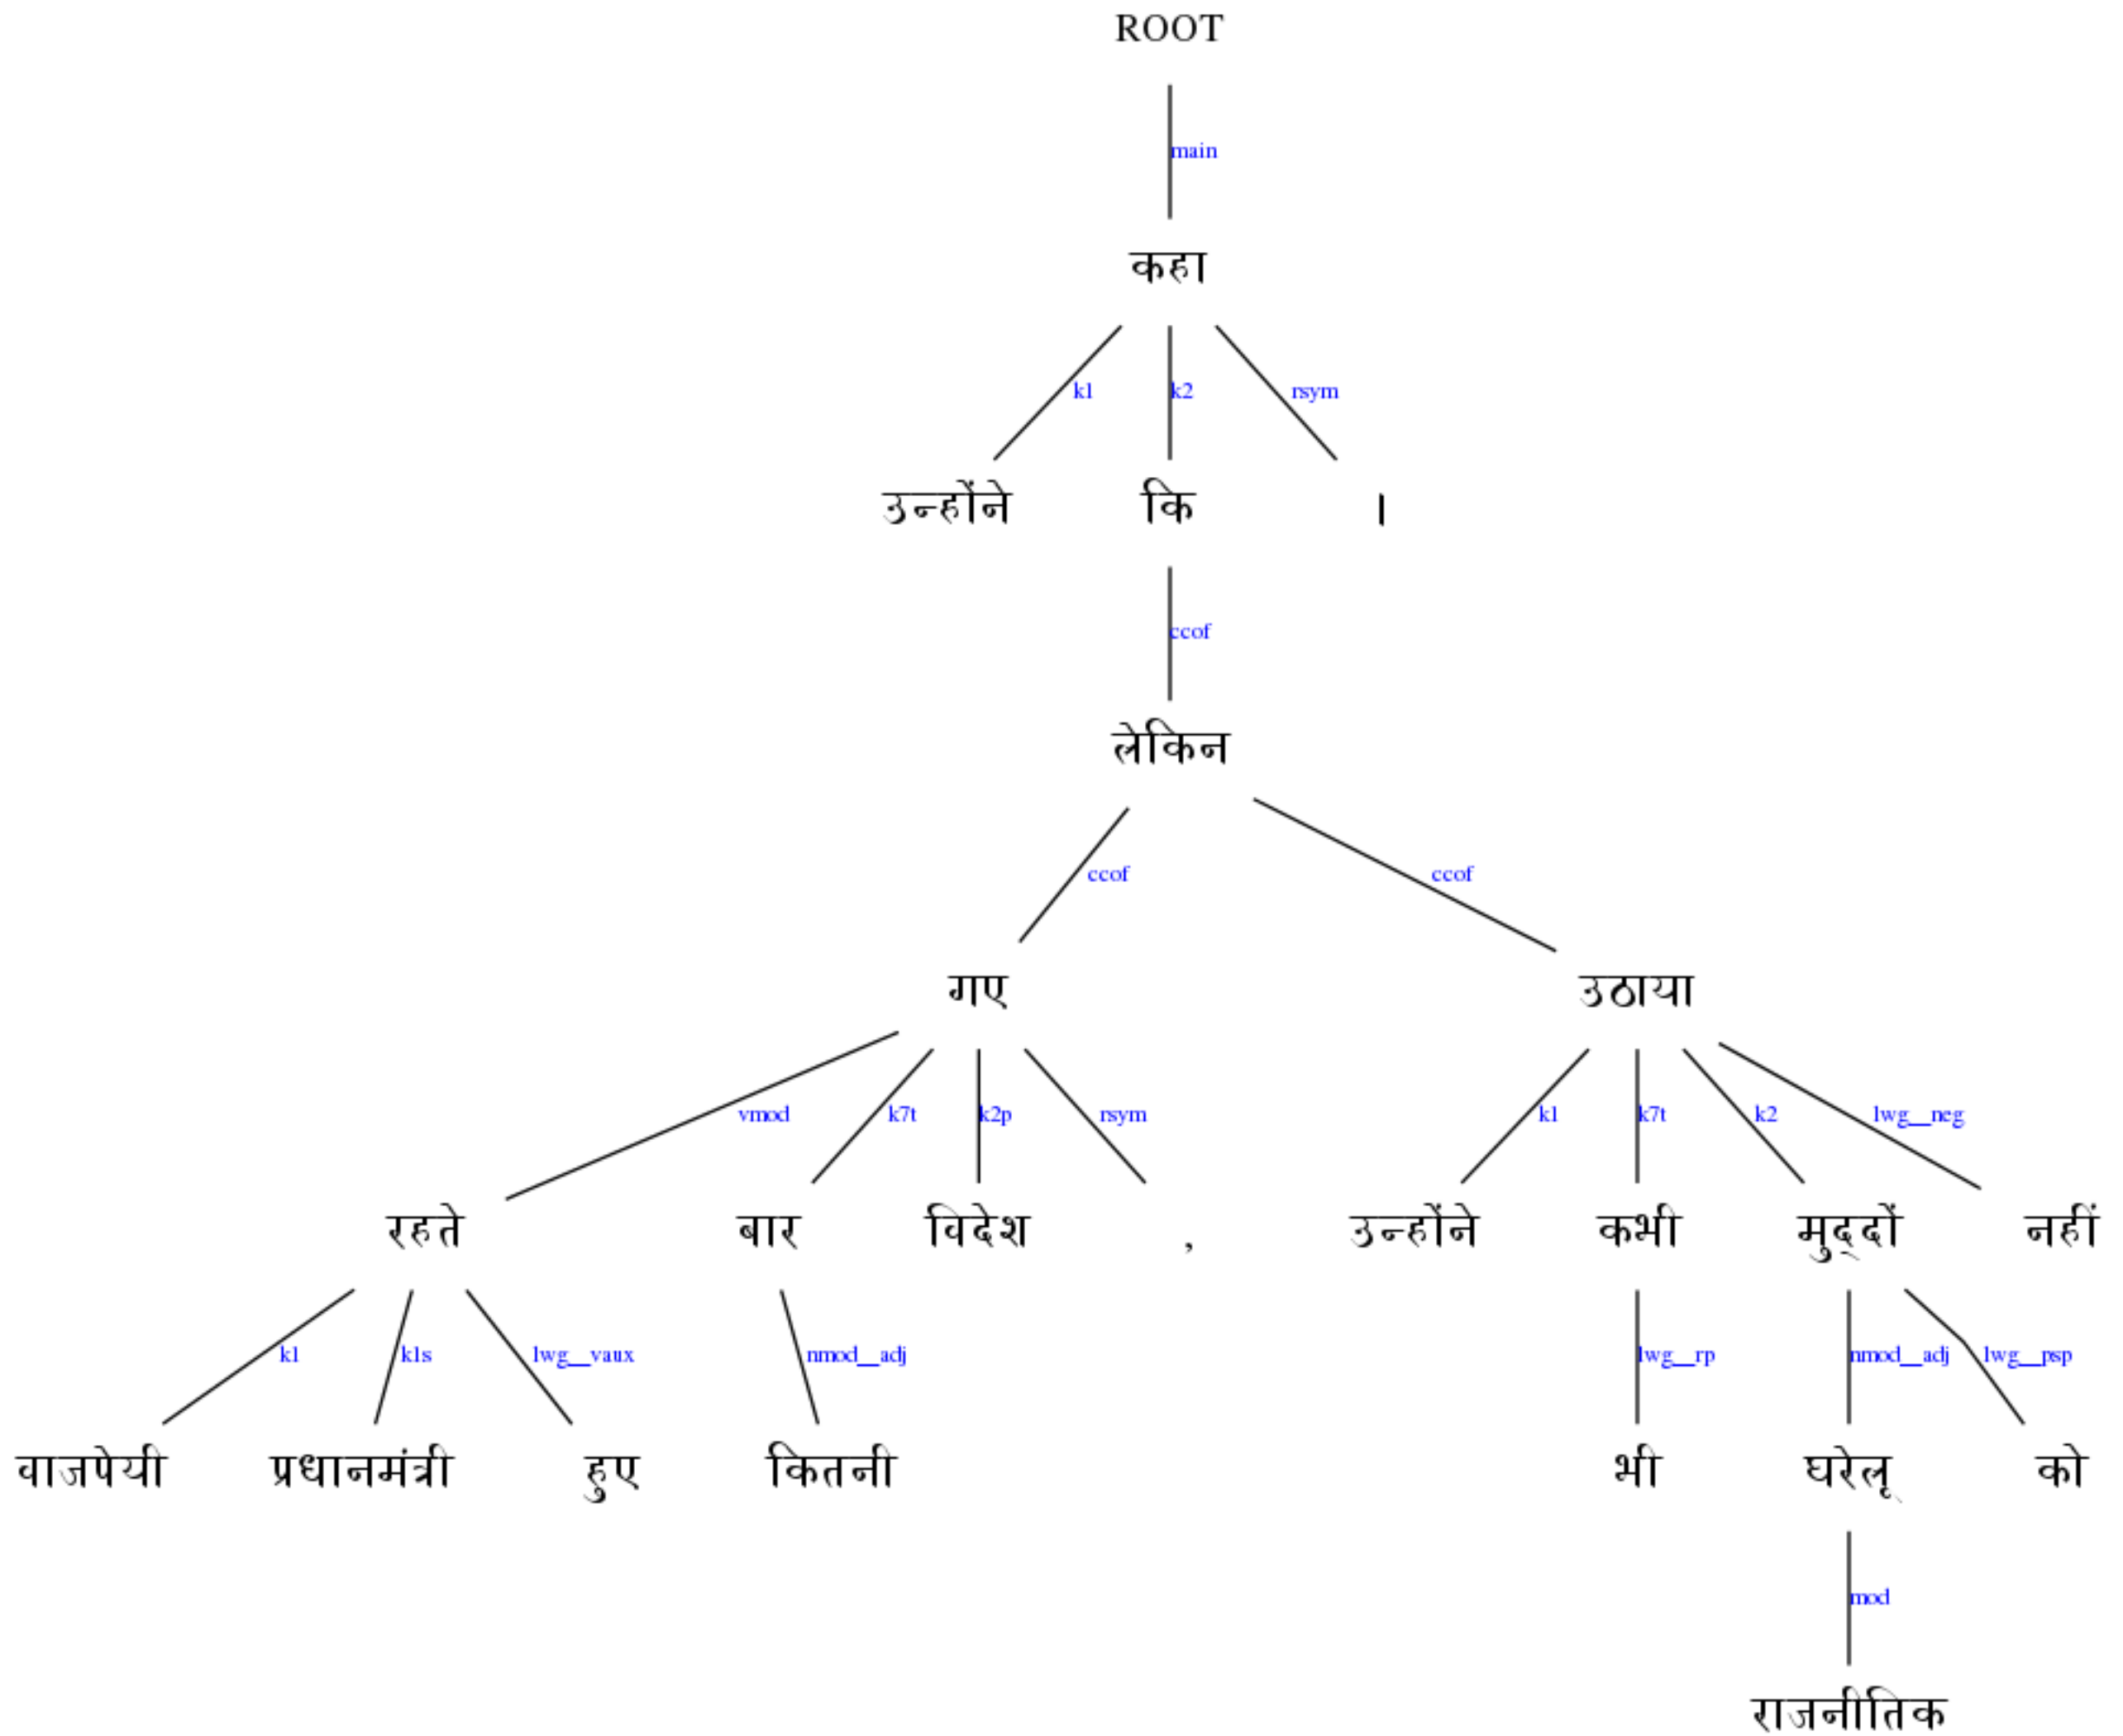 ROOT
main
कहा
k1 k2 rsym
उन्होंने कि ।
ccof
लेकिन
ccof ccof
गए उठाया
vmod k7t k2p rsym k1 k7t k2 lwg__neg
रहते बार विदेश , उन्होंने कभी मुद्दों नहीं
k1 k1s lwg__vaux nmod__adj lwg__rp nmod__adj lwg__psp
वाजपेयी प्रधानमंत्री हुए कितनी भी घरेलू को
mod
राजनीतिक